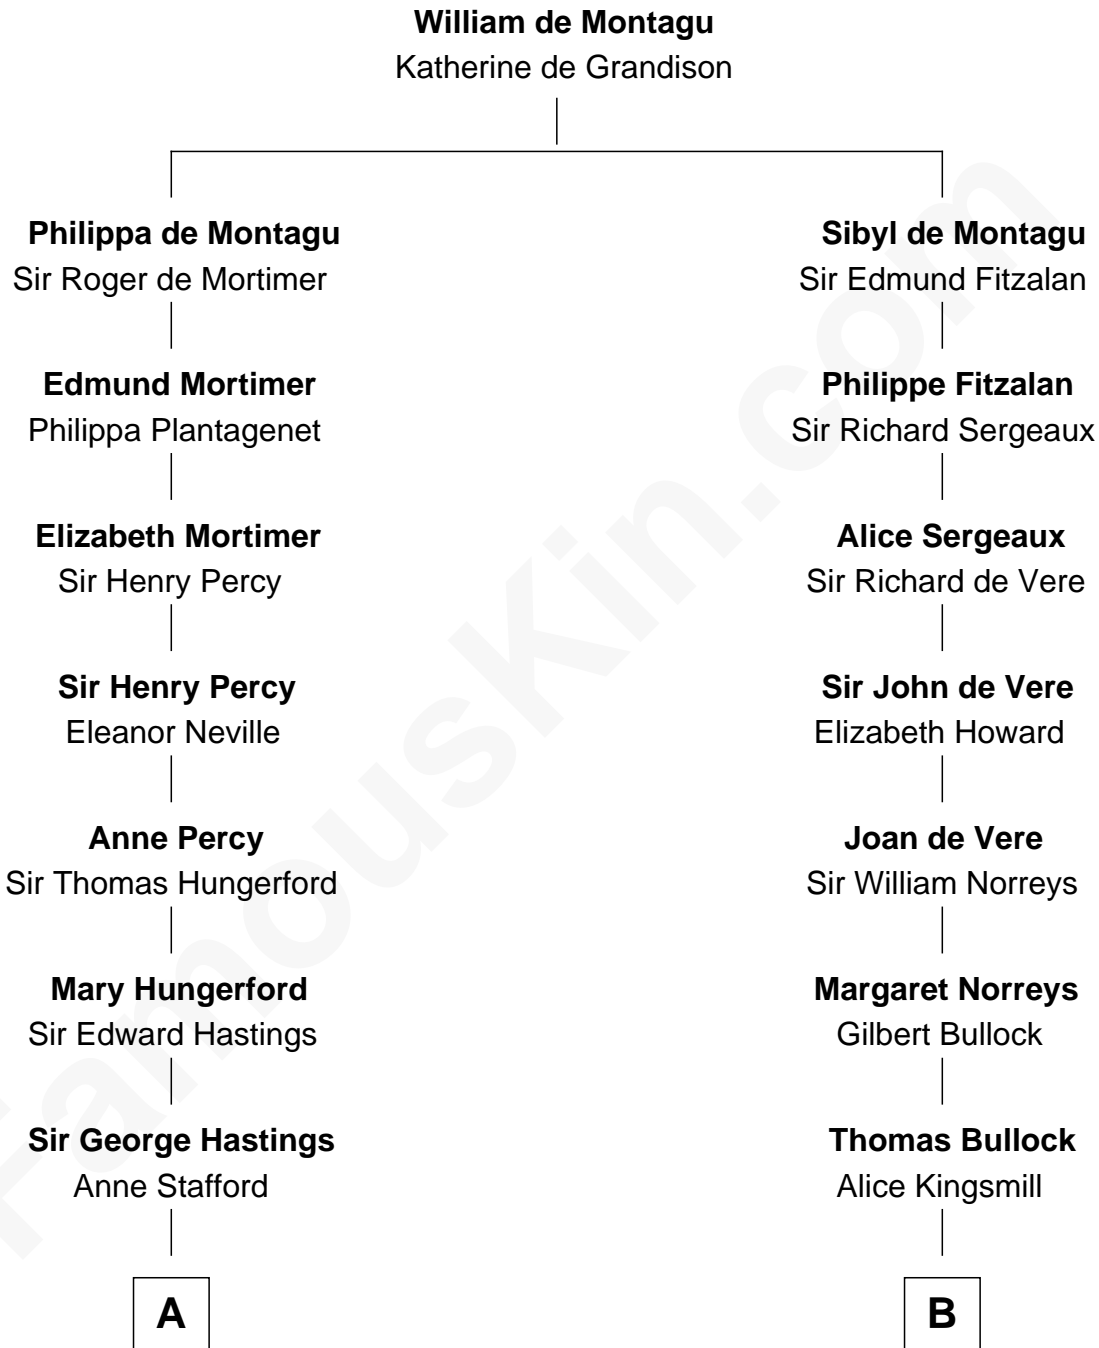 William de Montagu
Katherine de Grandison
Philippa de Montagu
Sir Roger de Mortimer
Edmund Mortimer
Philippa Plantagenet
Elizabeth Mortimer
Sir Henry Percy
Sir Henry Percy
Eleanor Neville
Anne Percy
Sir Thomas Hungerford
Mary Hungerford
Sir Edward Hastings
Sir George Hastings
Anne Stafford
A
Sibyl de Montagu
Sir Edmund Fitzalan
Philippe Fitzalan
Sir Richard Sergeaux
Alice Sergeaux
Sir Richard de Vere
Sir John de Vere
Elizabeth Howard
Joan de Vere
Sir William Norreys
Margaret Norreys
Gilbert Bullock
Thomas Bullock
Alice Kingsmill
B
FamousKin.com